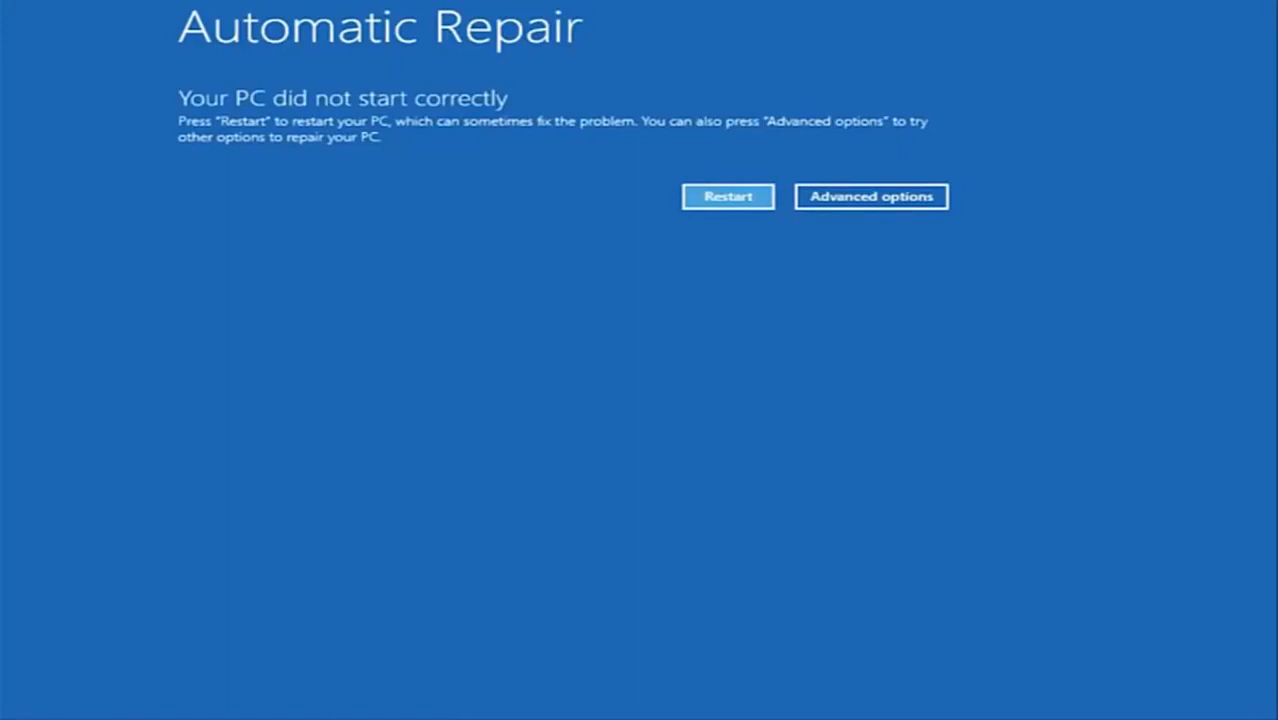 Automatic Repair
Your PC did not start correctly
Press "Restart" to restart your PC, which can sometimes fix the problem. You can also press "Advanced options" to try
other options to repair your PC.
Restart
Advanced options